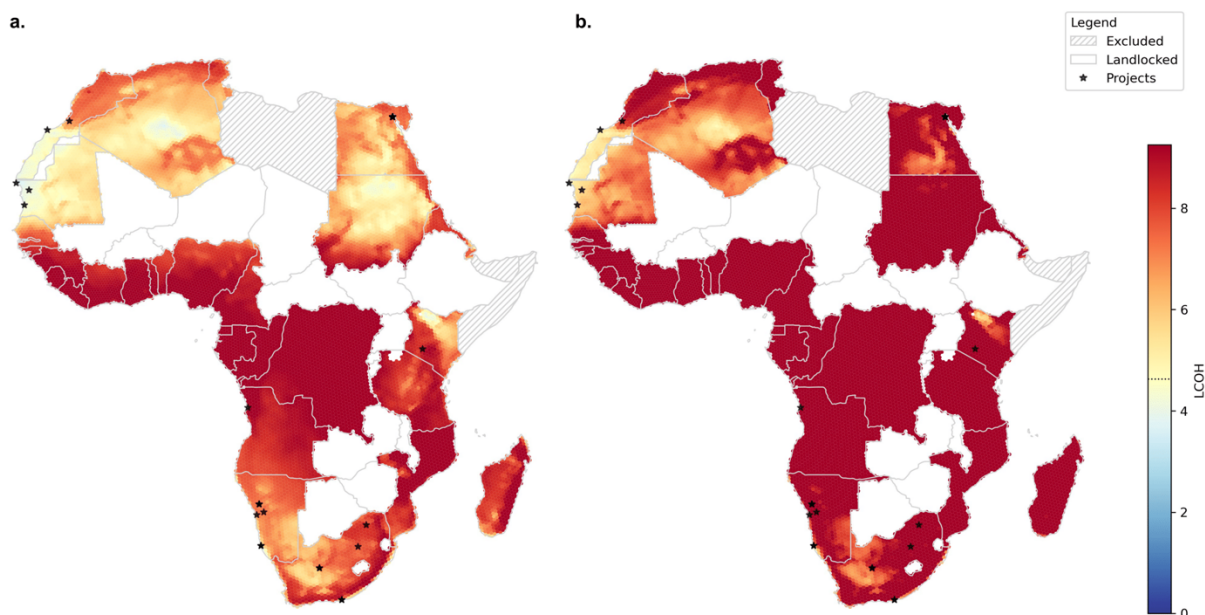 a.
b.
Legend
Excluded
Landlocked
Projects
8
6
LCOH
4
2
0